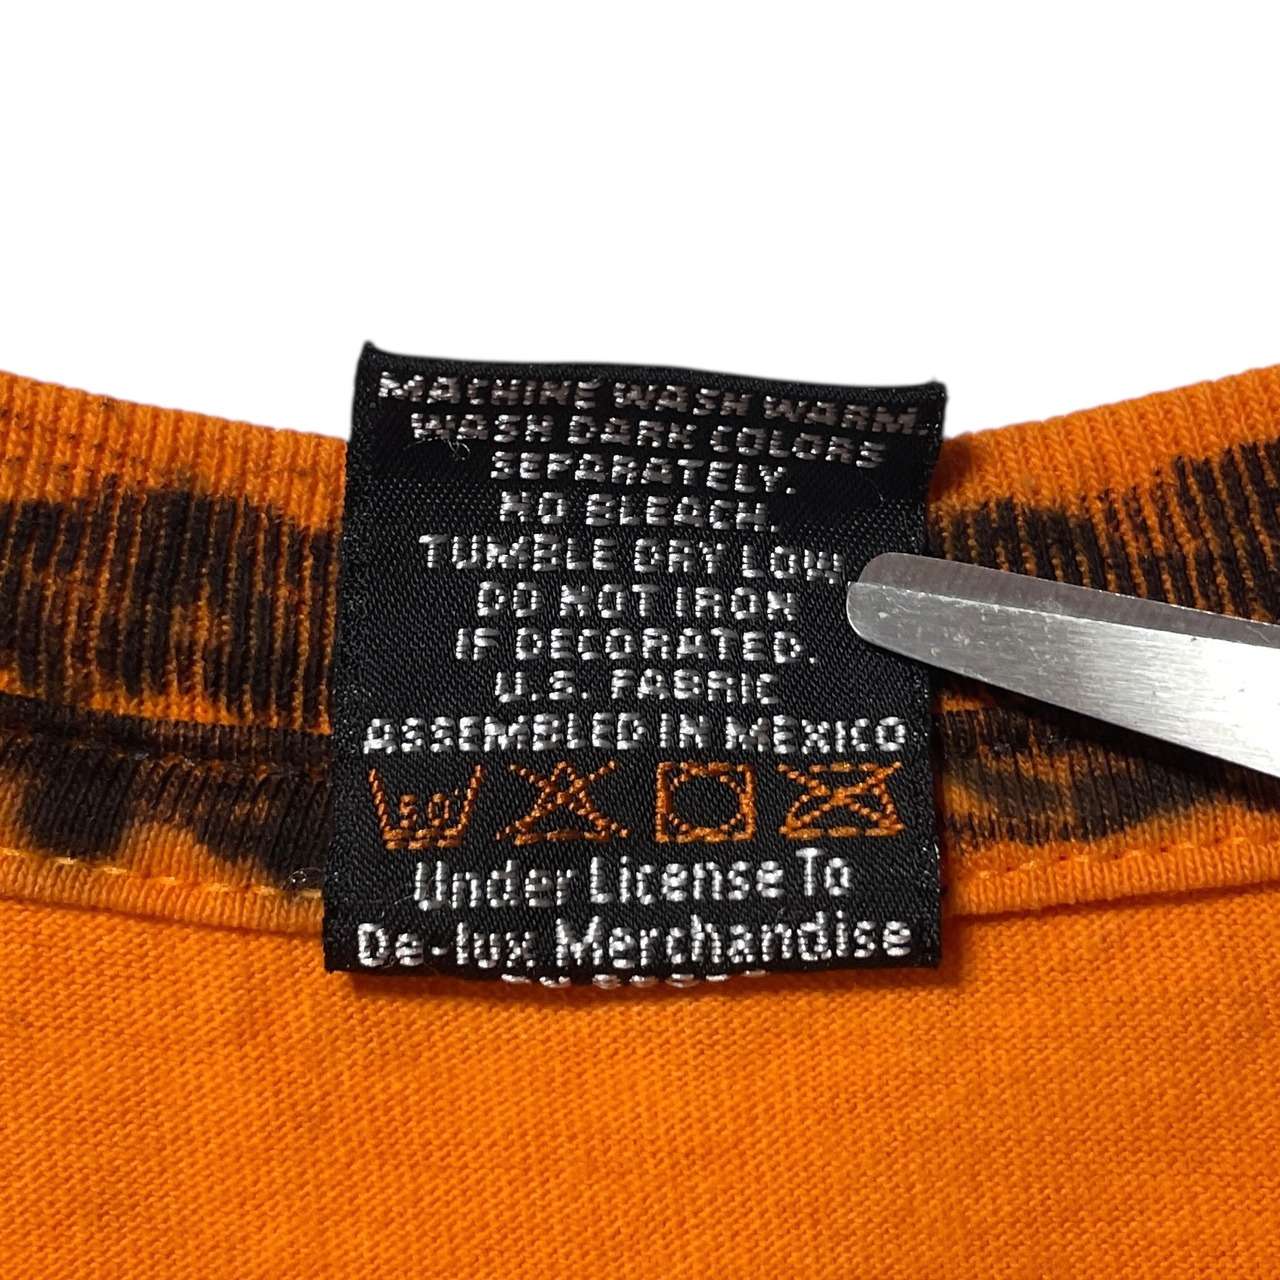 MACHINE WASH WARM.
WASH DARK COLORS
SEPARATELY.
NO BLEACH.
TUMBLE DRY LOW.
DO NOT IRON
IF DECORATED.
U.S. FABRIC
ASSEMBLED IN MEXICO
50°
Under License To
De-lux Merchandise